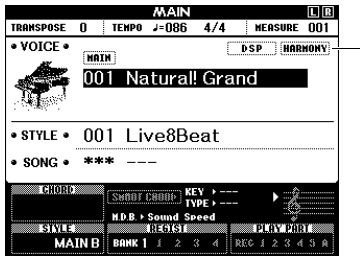 MAIN L R
TRANSPOSE 0 TEMPO ♩=086 4/4 MEASURE 001
• VOICE • DSP HARMONY
MAIN
001 Natural! Grand
• STYLE • 001 Live8Beat
• SONG • *** ---
CHORD SMART CHORD KEY ▸ ---
TYPE ▸ ---
M.D.B. ▸ Sound Speed
STYLE REGIST PLAY PART
MAIN B BANK 1 1 2 3 4 REC 1 2 3 4 5 A